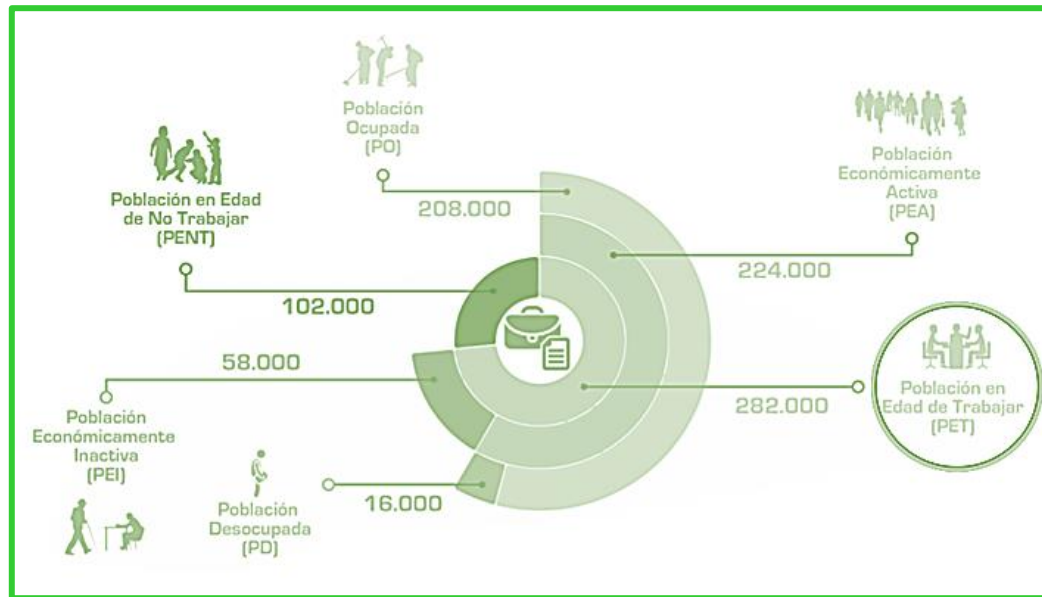 Población
Ocupada
(PO)
208.000
Población
Económicamente
Activa
(PEA)
224.000
Población en Edad
de No Trabajar
(PENT)
102.000
58.000
Población
Económicamente
Inactiva
(PEI)
Población en
Edad de Trabajar
(PET)
282.000
Población
Desocupada
(PD)
16.000